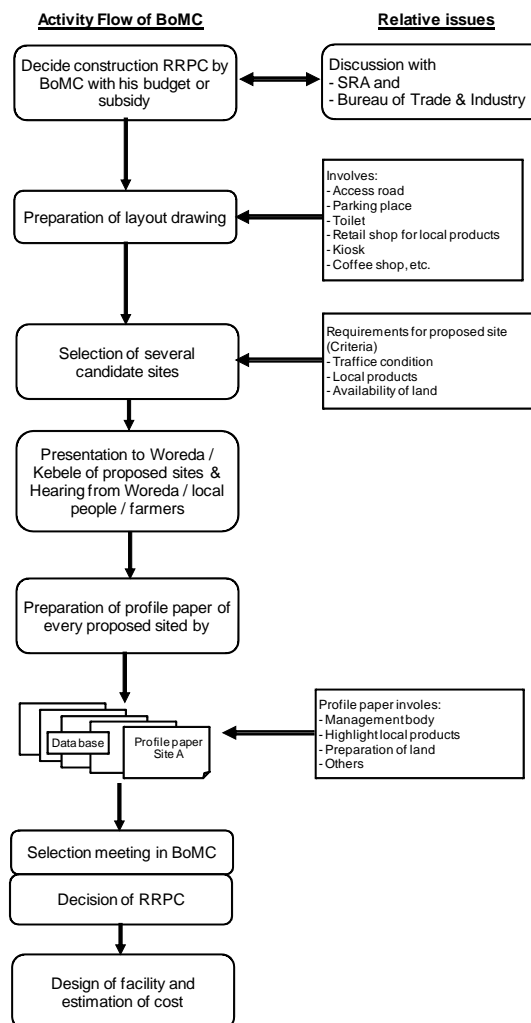 Activity Flow of BoMC
Relative issues
Decide construction RRPC by
BoMC with his budget or
subsidy
Discussion with
- SRA and
- Bureau of Trade & Industry
Preparation of layout drawing
Involves:
- Access road
- Parking place
- Toilet
- Retail shop for local products
- Kiosk
- Coffee shop, etc.
Selection of several
candidate sites
Requirements for proposed site
(Criteria)
- Traffice condition
- Local products
- Availability of land
Presentation to Woreda /
Kebele of proposed sites &
Hearing from Woreda / local
people / farmers
Preparation of profile paper of
every proposed sited by
Database
Profile paper
Site A
Profile paper involes:
- Management body
- Highlight local products
- Preparation of land
- Others
Selection meeting in BoMC
Decision of RRPC
Design of facility and
estimation of cost